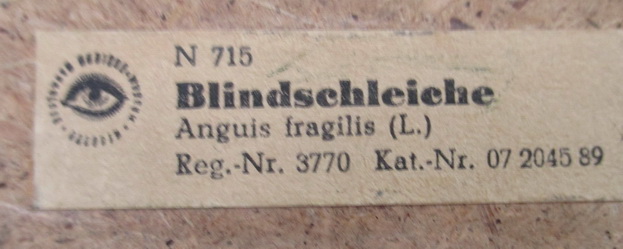 N 715
Blindschleiche
Anguis fragilis (L.)
Reg.-Nr. 3770 Kat.-Nr. 07 2045 89